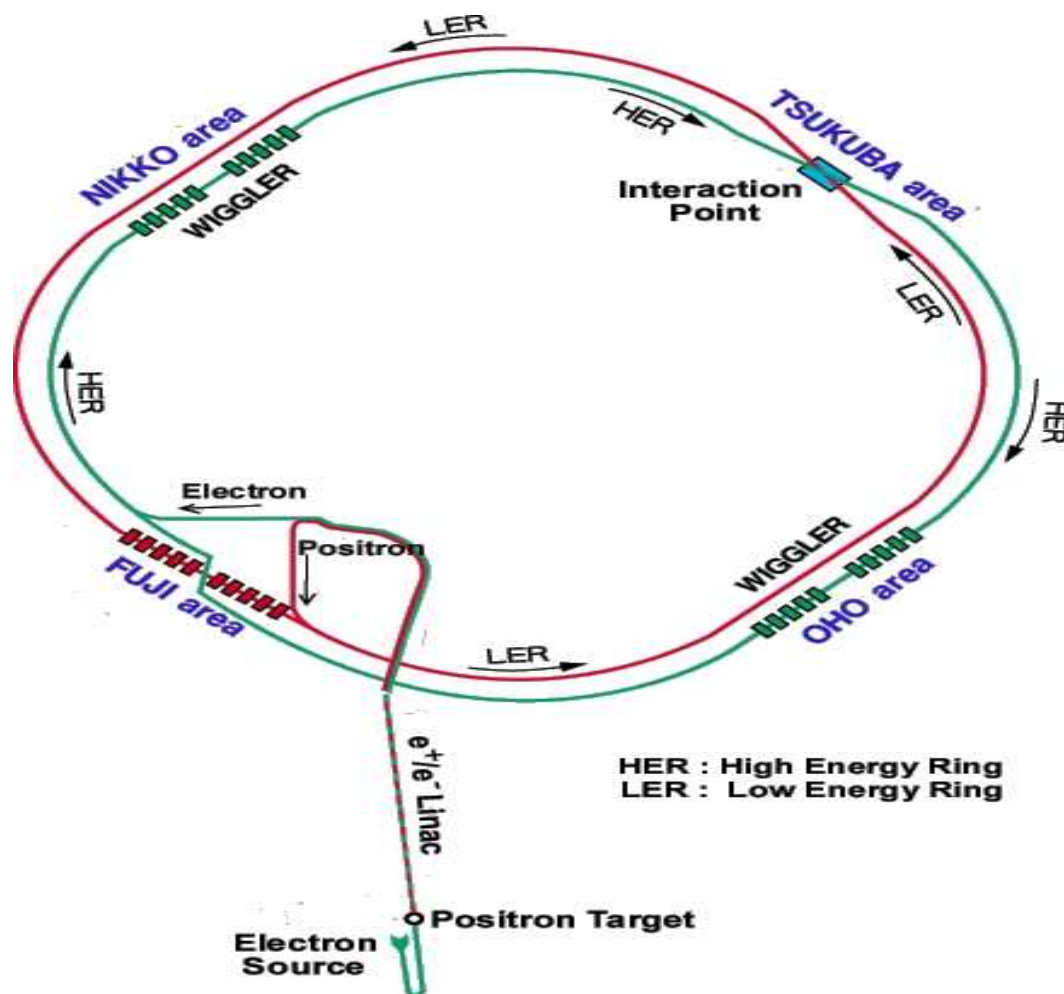 LER
HER
TSUKUBA area
NIKKO area
WIGGLER
Interaction
Point
LER
HER
HER
Electron
Positron
FUJI area
WIGGLER
OHO area
LER
e+/e- Linac
HER : High Energy Ring
LER : Low Energy Ring
Positron Target
Electron
Source